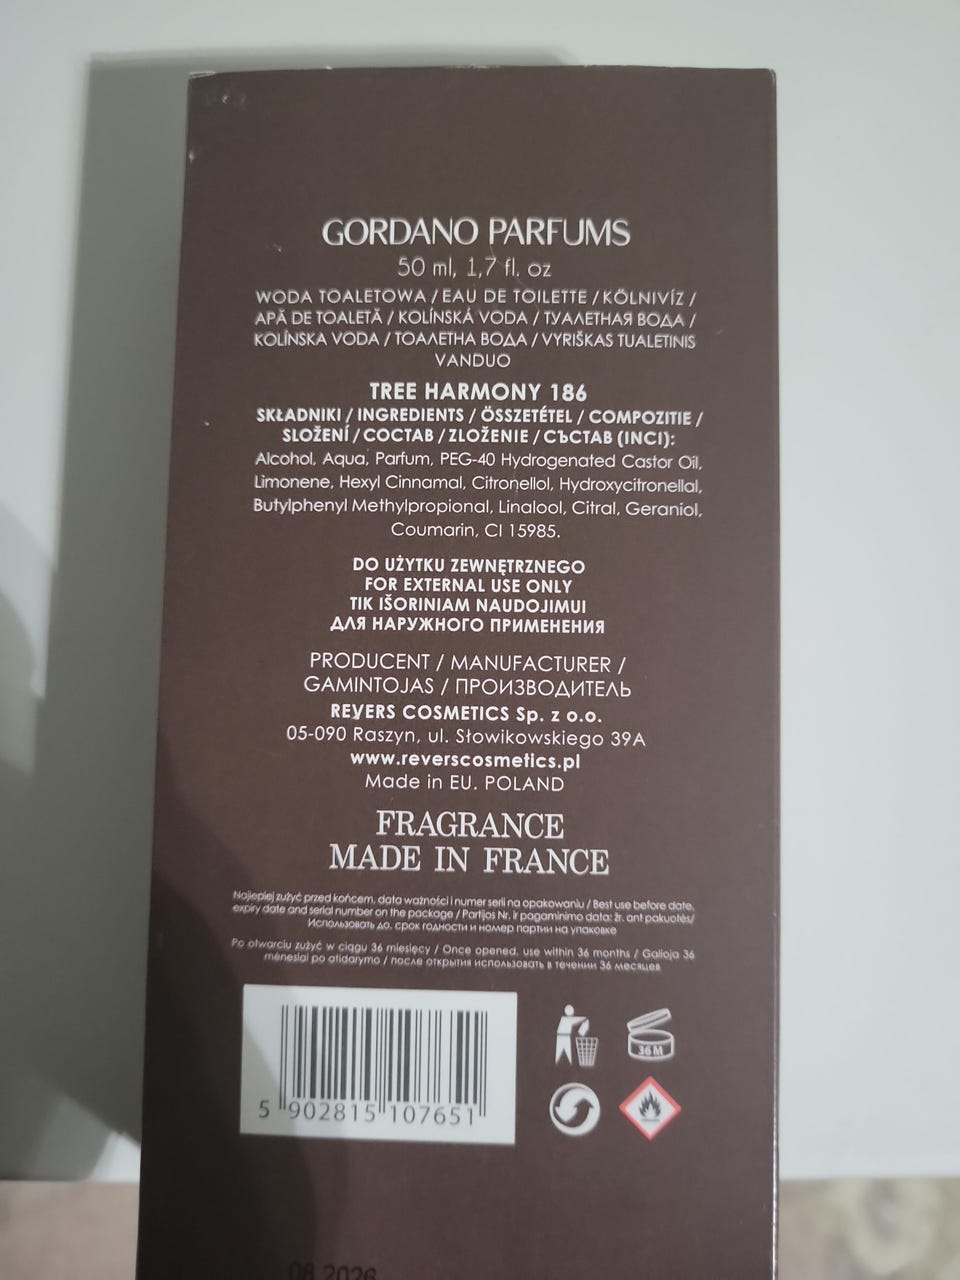 GORDANO PARFUMS
50 ml, 1,7 fl. oz
WODA TOALETOWA / EAU DE TOILETTE / KÖLNIVÍZ /
APĂ DE TOALETĂ / KOLÍNSKÁ VODA / ТУАЛЕТНАЯ ВОДА /
KOLÍNSKA VODA / ТОАЛЕТНА ВОДА / VYRIŠKAS TUALETINIS
VANDUO
TREE HARMONY 186
SKŁADNIKI / INGREDIENTS / ÖSSZETÉTEL / COMPOZITIE /
SLOŽENÍ / СОСТАВ / ZLOŽENIE / СЪСТАВ (INCI):
Alcohol, Aqua, Parfum, PEG-40 Hydrogenated Castor Oil,
Limonene, Hexyl Cinnamal, Citronellol, Hydroxycitronellal,
Butylphenyl Methylpropional, Linalool, Citral, Geraniol,
Coumarin, CI 15985.
DO UŻYTKU ZEWNĘTRZNEGO
FOR EXTERNAL USE ONLY
TIK IŠORINIAM NAUDOJIMUI
ДЛЯ НАРУЖНОГО ПРИМЕНЕНИЯ
PRODUCENT / MANUFACTURER /
GAMINTOJAS / ПРОИЗВОДИТЕЛЬ
REVERS COSMETICS Sp. z o.o.
05-090 Raszyn, ul. Słowikowskiego 39A
www.reverscosmetics.pl
Made in EU. POLAND
FRAGRANCE
MADE IN FRANCE
Najlepiej zużyć przed końcem, data ważności i numer serii na opakowaniu / Best use before date,
expiry date and serial number on the package / Partijos Nr. ir pagaminimo data: žr. ant pakuotės/
Использовать до, срок годности и номер партии на упаковке
Po otwarciu zużyć w ciągu 36 miesięcy / Once opened, use within 36 months / Galioja 36
mėnesiai po atidarymo / после открытия использовать в течении 36 месяцев
36 M
5 902815 107651
08.2026